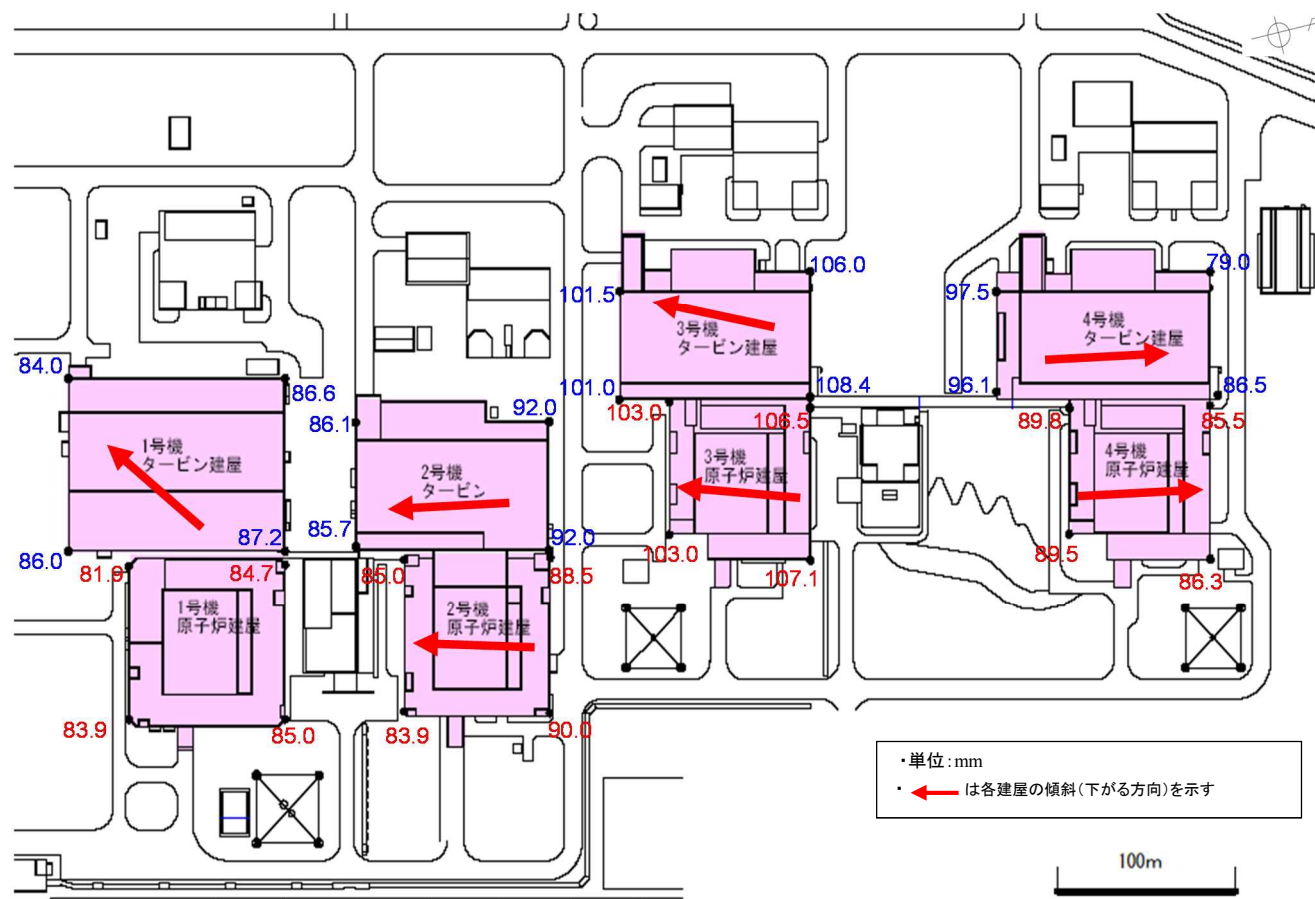 106.0
79.0
101.5
97.5
3号機
タービン建屋
4号機
タービン建屋
84.0
86.6
101.0
108.4
96.1
86.5
103.0
106.5
89.8
85.5
86.1
92.0
1号機
タービン建屋
2号機
タービン
3号機
原子炉建屋
4号機
原子炉建屋
86.0
87.2
85.7
92.0
103.0
107.1
89.5
86.3
81.9
84.7
85.0
88.5
1号機
原子炉建屋
2号機
原子炉建屋
83.9
85.0
83.9
90.0
・単位:mm
・は各建屋の傾斜(下がる方向)を示す
100m